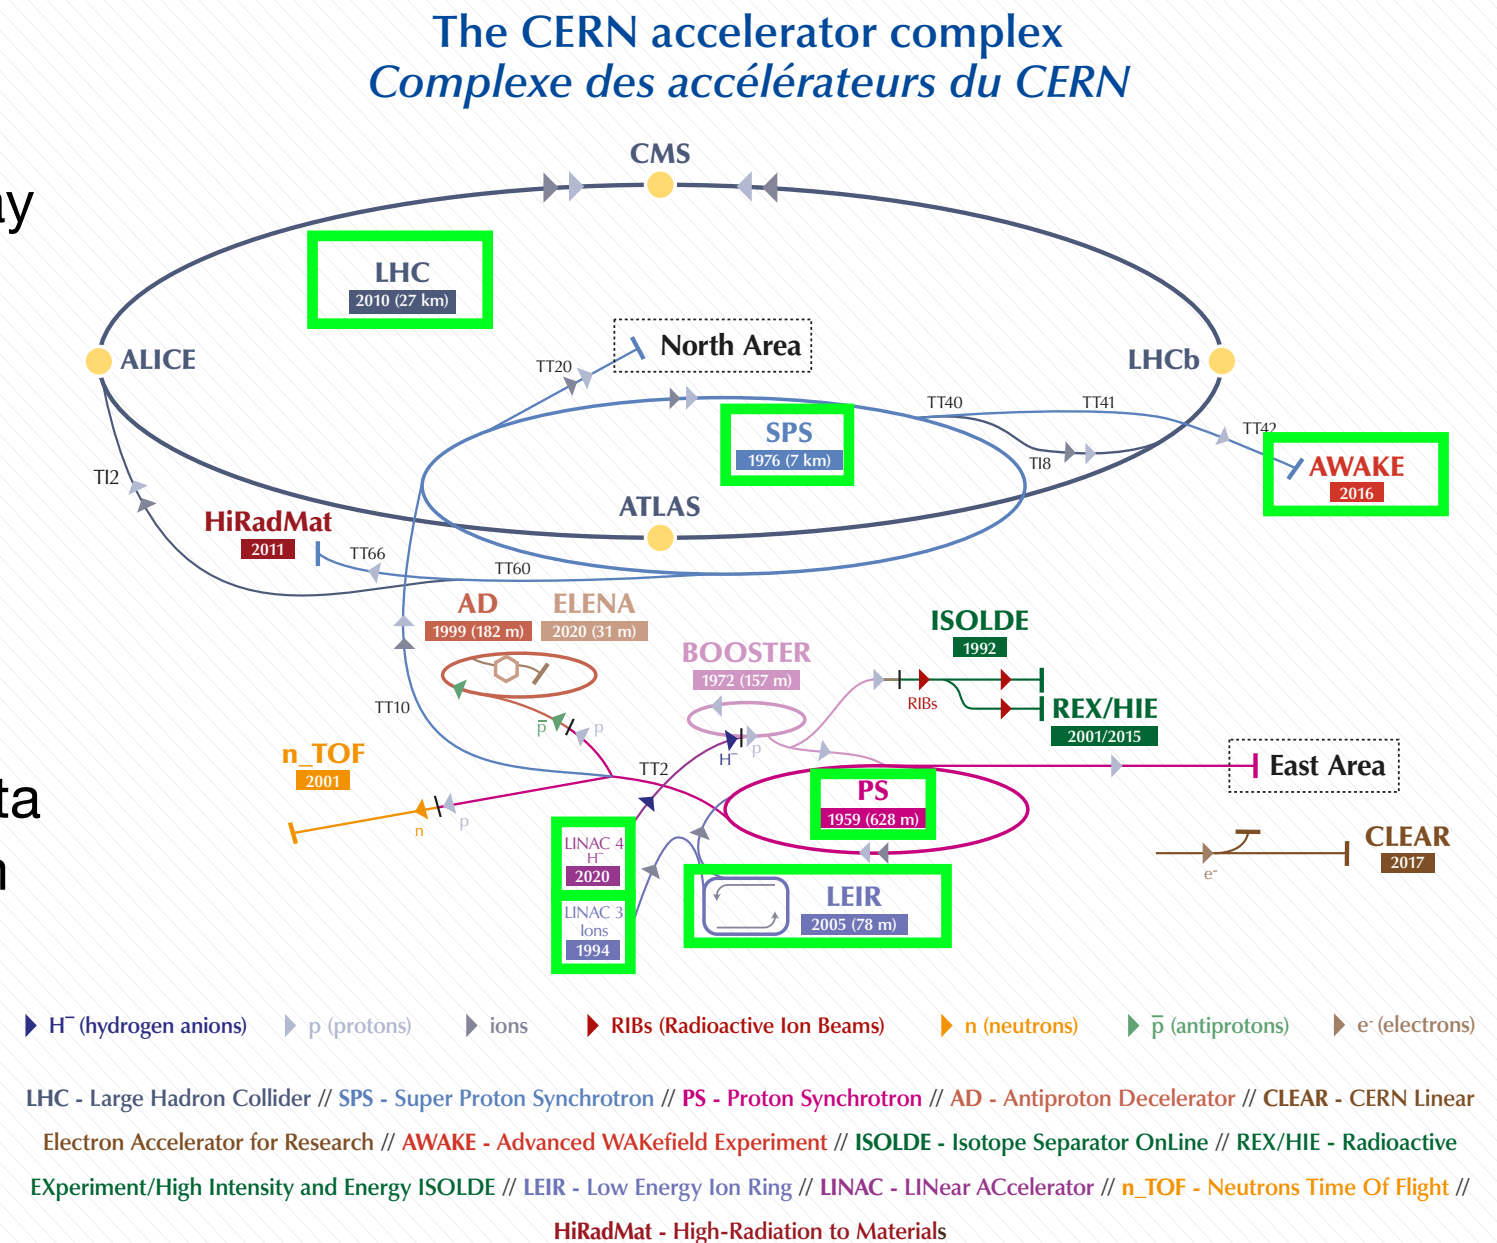 The CERN accelerator complex
Complexe des accélérateurs du CERN
CMS
ay
LHC
2010 (27 km)
North Area
TT20
ALICE
LHCb
SPS
1976 (7 km)
TT40
TT41
TT42
TI8
AWAKE
2016
TI2
ATLAS
HiRadMat
2011
TT66
TT60
AD
1999 (182 m)
ELENA
2020 (31 m)
ISOLDE
1992
BOOSTER
1972 (157 m)
RIBs
REX/HIE
2001/2015
TT10
p̅
p
H⁻
p
n_TOF
2001
TT2
East Area
PS
1959 (628 m)
ta
n
p
n
LINAC 4
H⁻
2020
CLEAR
2017
e⁻
LEIR
2005 (78 m)
LINAC 3
Ions
1994
H⁻ (hydrogen anions) p (protons) ions RIBs (Radioactive Ion Beams) n (neutrons) p̅ (antiprotons) e⁻ (electrons)
LHC - Large Hadron Collider // SPS - Super Proton Synchrotron // PS - Proton Synchrotron // AD - Antiproton Decelerator // CLEAR - CERN Linear
Electron Accelerator for Research // AWAKE - Advanced WAKefield Experiment // ISOLDE - Isotope Separator OnLine // REX/HIE - Radioactive
EXperiment/High Intensity and Energy ISOLDE // LEIR - Low Energy Ion Ring // LINAC - LINear ACcelerator // n_TOF - Neutrons Time Of Flight //
HiRadMat - High-Radiation to Materials